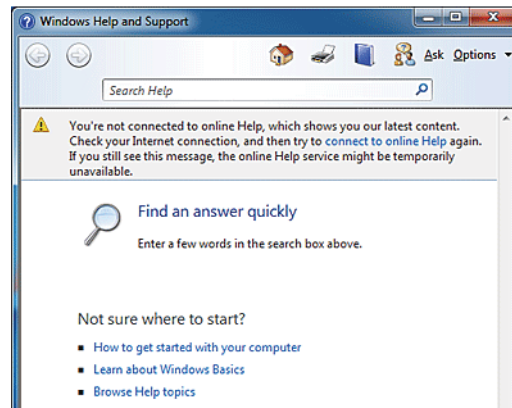 Windows Help and Support
Ask Options
Search Help
You're not connected to online Help, which shows you our latest content.
Check your Internet connection, and then try to connect to online Help again.
If you still see this message, the online Help service might be temporarily
unavailable.
Find an answer quickly
Enter a few words in the search box above.
Not sure where to start?
How to get started with your computer
Learn about Windows Basics
Browse Help topics